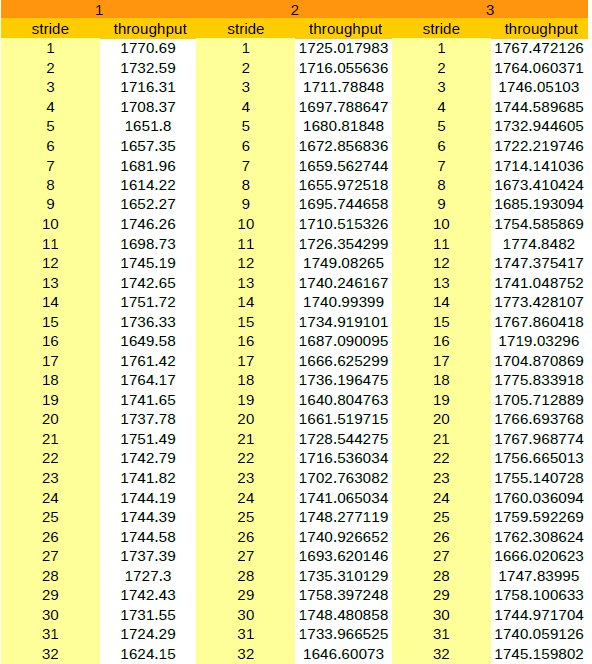 1 2 3
stride throughput stride throughput stride throughput
1 1770.69 1 1725.017983 1 1767.472126
2 1732.59 2 1716.055636 2 1764.060371
3 1716.31 3 1711.78848 3 1746.05103
4 1708.37 4 1697.788647 4 1744.589685
5 1651.8 5 1680.81848 5 1732.944605
6 1657.35 6 1672.856836 6 1722.219746
7 1681.96 7 1659.562744 7 1714.141036
8 1614.22 8 1655.972518 8 1673.410424
9 1652.27 9 1695.744658 9 1685.193094
10 1746.26 10 1710.515326 10 1754.585869
11 1698.73 11 1726.354299 11 1774.8482
12 1745.19 12 1749.08265 12 1747.375417
13 1742.65 13 1740.246167 13 1741.048752
14 1751.72 14 1740.99399 14 1773.428107
15 1736.33 15 1734.919101 15 1767.860418
16 1649.58 16 1687.090095 16 1719.03296
17 1761.42 17 1666.625299 17 1704.870869
18 1764.17 18 1736.196475 18 1775.833918
19 1741.65 19 1640.804763 19 1705.712889
20 1737.78 20 1661.519715 20 1766.693768
21 1751.49 21 1728.544275 21 1767.968774
22 1742.79 22 1716.536034 22 1756.665013
23 1741.82 23 1702.763082 23 1755.140728
24 1744.19 24 1741.065034 24 1760.036094
25 1744.39 25 1748.277119 25 1759.592269
26 1744.58 26 1740.926652 26 1762.308624
27 1737.39 27 1693.620146 27 1666.020623
28 1727.3 28 1735.310129 28 1747.83995
29 1742.43 29 1758.397248 29 1758.100633
30 1731.55 30 1748.480858 30 1744.971704
31 1724.29 31 1733.966525 31 1740.059126
32 1624.15 32 1646.60073 32 1745.159802